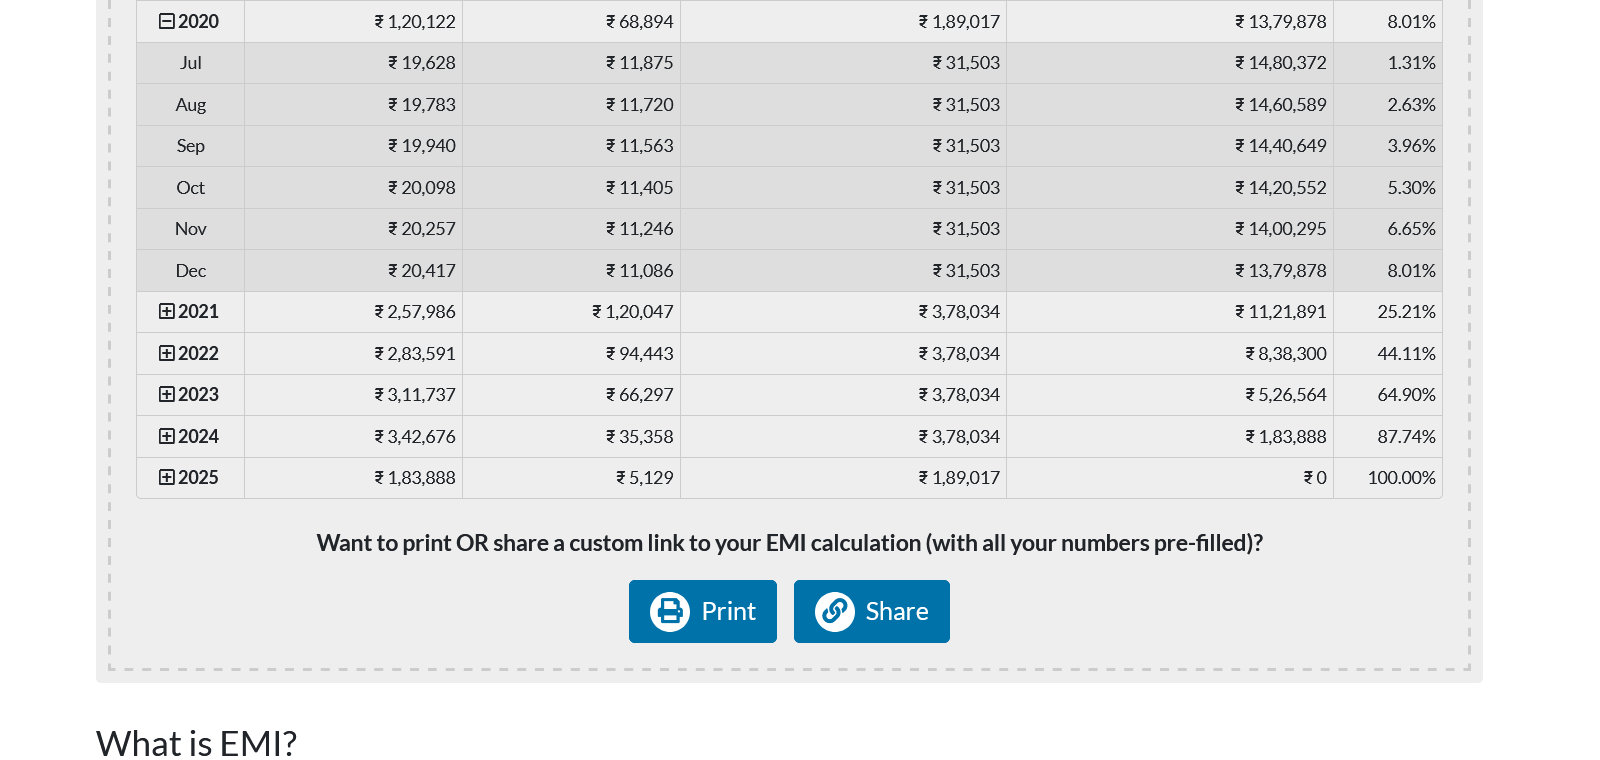 2020 ₹ 1,20,122 ₹ 68,894 ₹ 1,89,017 ₹ 13,79,878 8.01%
Jul ₹ 19,628 ₹ 11,875 ₹ 31,503 ₹ 14,80,372 1.31%
Aug ₹ 19,783 ₹ 11,720 ₹ 31,503 ₹ 14,60,589 2.63%
Sep ₹ 19,940 ₹ 11,563 ₹ 31,503 ₹ 14,40,649 3.96%
Oct ₹ 20,098 ₹ 11,405 ₹ 31,503 ₹ 14,20,552 5.30%
Nov ₹ 20,257 ₹ 11,246 ₹ 31,503 ₹ 14,00,295 6.65%
Dec ₹ 20,417 ₹ 11,086 ₹ 31,503 ₹ 13,79,878 8.01%
2021 ₹ 2,57,986 ₹ 1,20,047 ₹ 3,78,034 ₹ 11,21,891 25.21%
2022 ₹ 2,83,591 ₹ 94,443 ₹ 3,78,034 ₹ 8,38,300 44.11%
2023 ₹ 3,11,737 ₹ 66,297 ₹ 3,78,034 ₹ 5,26,564 64.90%
2024 ₹ 3,42,676 ₹ 35,358 ₹ 3,78,034 ₹ 1,83,888 87.74%
2025 ₹ 1,83,888 ₹ 5,129 ₹ 1,89,017 ₹ 0 100.00%
Want to print OR share a custom link to your EMI calculation (with all your numbers pre-filled)?
Print Share
What is EMI?